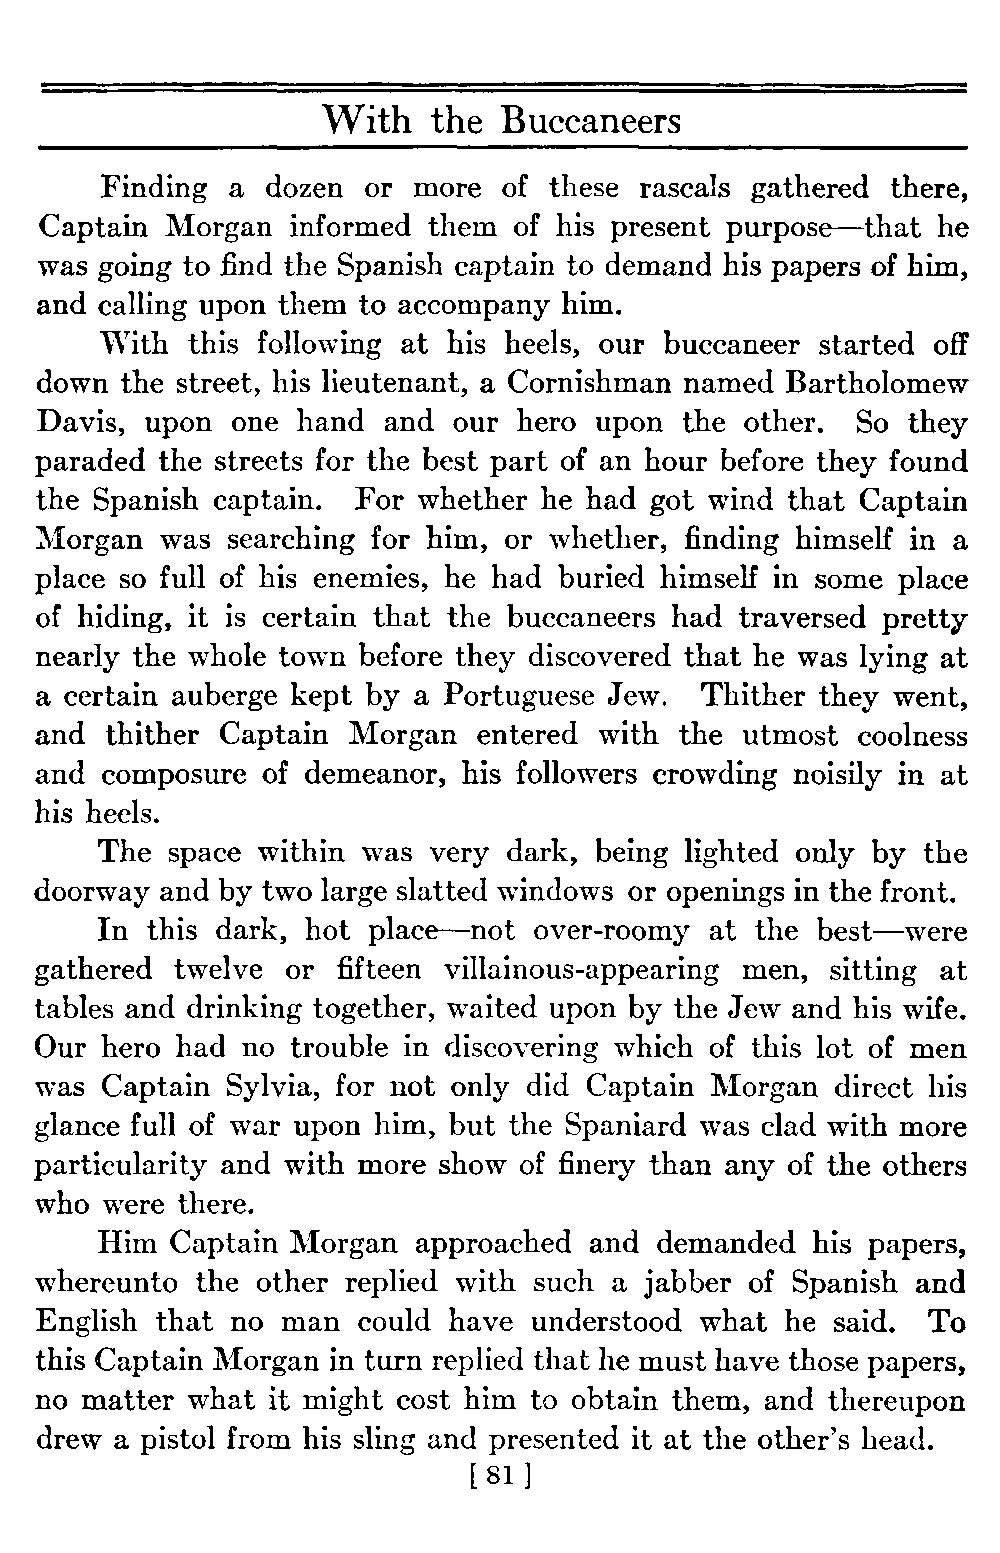 With the Buccaneers
Finding a dozen or more of these rascals gathered there,
Captain Morgan informed them of his present purpose—that he
was going to find the Spanish captain to demand his papers of him,
and calling upon them to accompany him.
With this following at his heels, our buccaneer started off
down the street, his lieutenant, a Cornishman named Bartholomew
Davis, upon one hand and our hero upon the other. So they
paraded the streets for the best part of an hour before they found
the Spanish captain. For whether he had got wind that Captain
Morgan was searching for him, or whether, finding himself in a
place so full of his enemies, he had buried himself in some place
of hiding, it is certain that the buccaneers had traversed pretty
nearly the whole town before they discovered that he was lying at
a certain auberge kept by a Portuguese Jew. Thither they went,
and thither Captain Morgan entered with the utmost coolness
and composure of demeanor, his followers crowding noisily in at
his heels.
The space within was very dark, being lighted only by the
doorway and by two large slatted windows or openings in the front.
In this dark, hot place—not over-roomy at the best—were
gathered twelve or fifteen villainous-appearing men, sitting at
tables and drinking together, waited upon by the Jew and his wife.
Our hero had no trouble in discovering which of this lot of men
was Captain Sylvia, for not only did Captain Morgan direct his
glance full of war upon him, but the Spaniard was clad with more
particularity and with more show of finery than any of the others
who were there.
Him Captain Morgan approached and demanded his papers,
whereunto the other replied with such a jabber of Spanish and
English that no man could have understood what he said. To
this Captain Morgan in turn replied that he must have those papers,
no matter what it might cost him to obtain them, and thereupon
drew a pistol from his sling and presented it at the other's head.
[ 81 ]